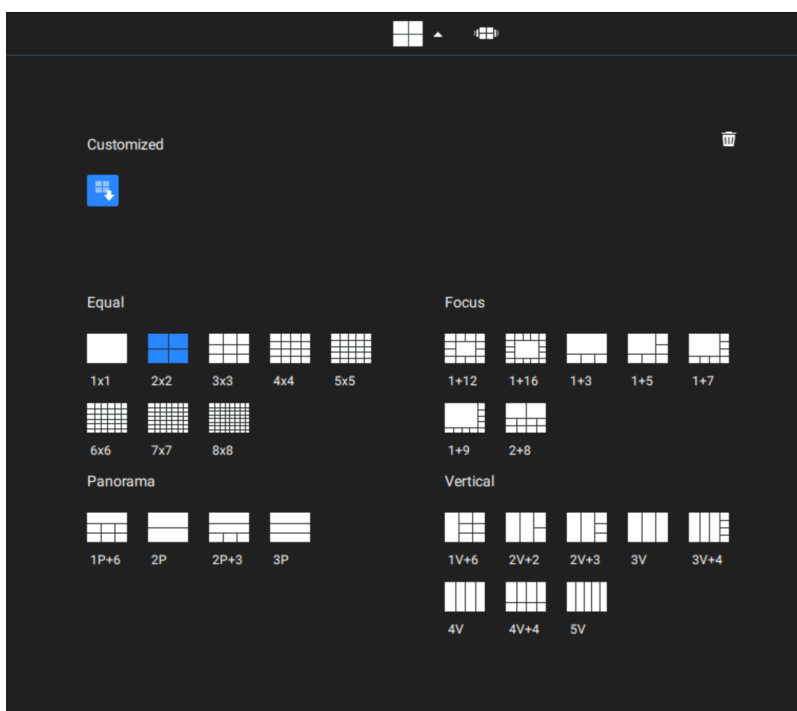 Customized
Equal
1x1 2x2 3x3 4x4 5x5
6x6 7x7 8x8
Focus
1+12 1+16 1+3 1+5 1+7
1+9 2+8
Panorama
1P+6 2P 2P+3 3P
Vertical
1V+6 2V+2 2V+3 3V 3V+4
4V 4V+4 5V